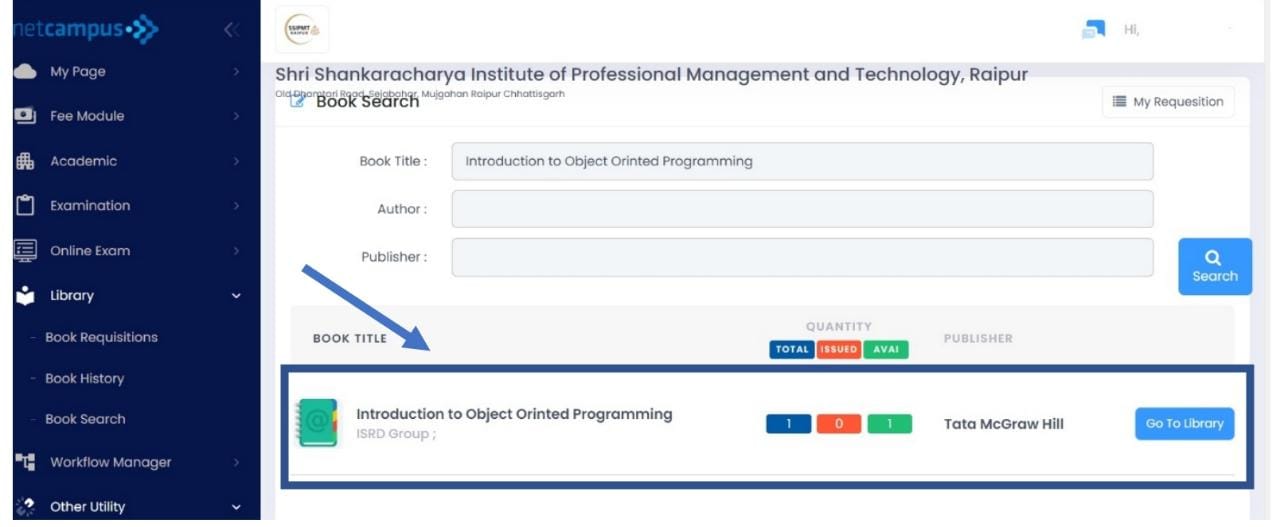 netcampus
SSIPMT
RAIPUR
Hi,
My Page
Fee Module
Academic
Examination
Online Exam
Library
- Book Requisitions
- Book History
- Book Search
Workflow Manager
Other Utility
Shri Shankaracharya Institute of Professional Management and Technology, Raipur
Old Dhamtari Road, Sejabahar, Mujgahan Raipur Chhattisgarh
Book Search
My Requesition
Book Title : Introduction to Object Orinted Programming
Author :
Publisher :
Search
BOOK TITLE QUANTITY PUBLISHER
TOTAL ISSUED AVAI
Introduction to Object Orinted Programming 1 0 1 Tata McGraw Hill Go To Library
ISRD Group ;